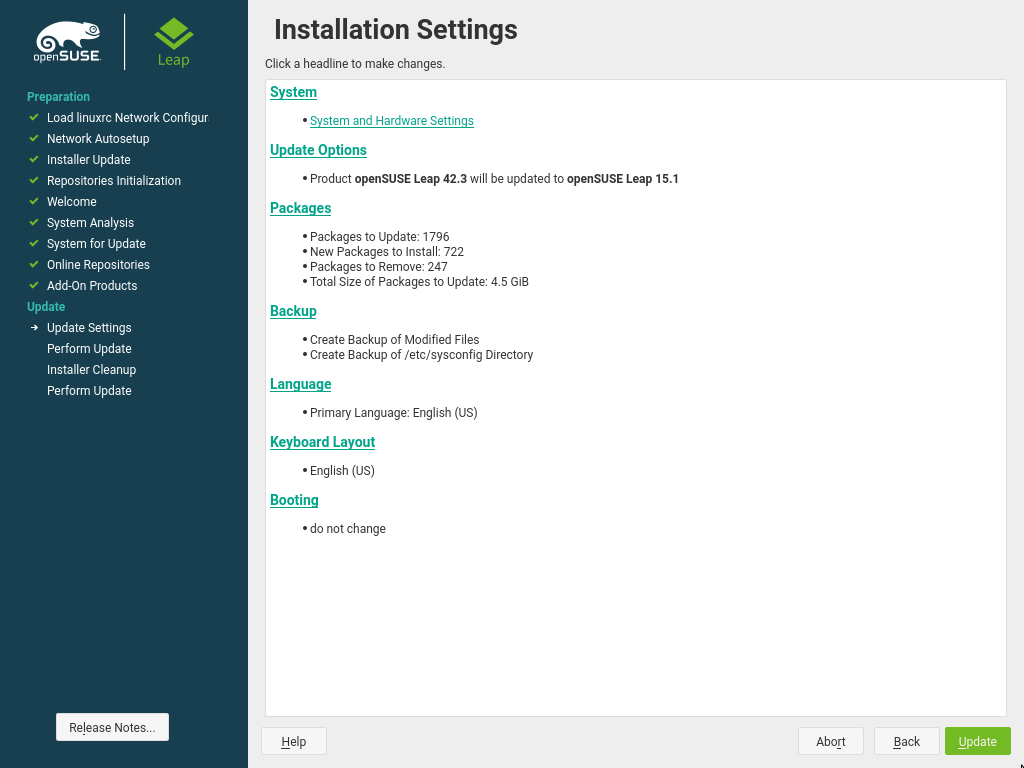 openSUSE
Leap
Preparation
Load linuxrc Network Configur
Network Autosetup
Installer Update
Repositories Initialization
Welcome
System Analysis
System for Update
Online Repositories
Add-On Products
Update
Update Settings
Perform Update
Installer Cleanup
Perform Update
Release Notes...
Installation Settings
Click a headline to make changes.
System
• System and Hardware Settings
Update Options
• Product openSUSE Leap 42.3 will be updated to openSUSE Leap 15.1
Packages
• Packages to Update: 1796
• New Packages to Install: 722
• Packages to Remove: 247
• Total Size of Packages to Update: 4.5 GiB
Backup
• Create Backup of Modified Files
• Create Backup of /etc/sysconfig Directory
Language
• Primary Language: English (US)
Keyboard Layout
• English (US)
Booting
• do not change
Help
Abort
Back
Update